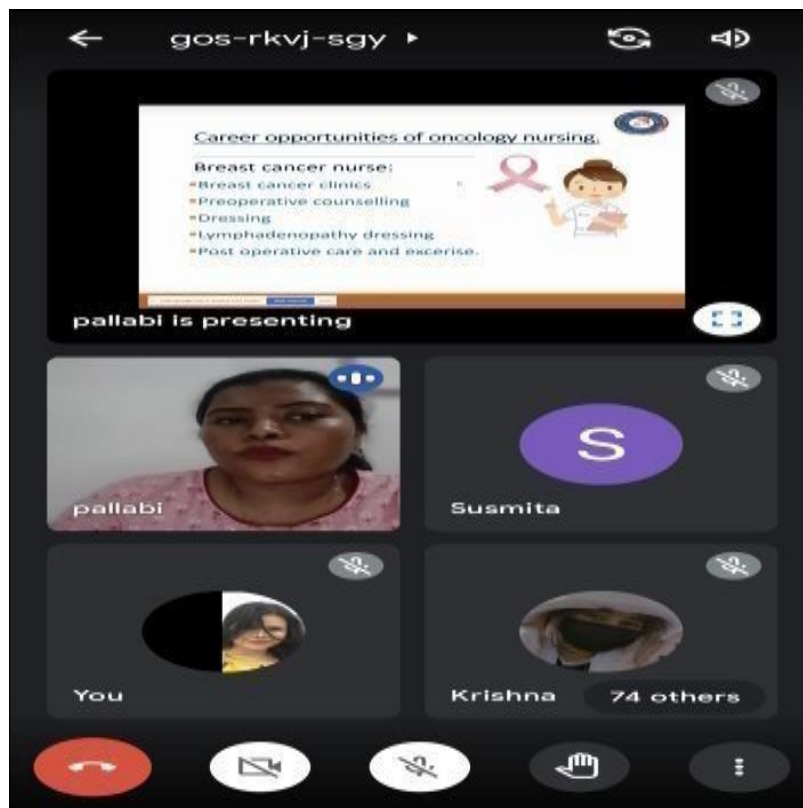 gos-rkvj-sgy
Career opportunities of oncology nursing.
Breast cancer nurse:
▪Breast cancer clinics
▪Preoperative counselling
▪Dressing
▪Lymphadenopathy dressing
▪Post operative care and excerise.
pallabi is presenting
pallabi
S
Susmita
You
Krishna
74 others